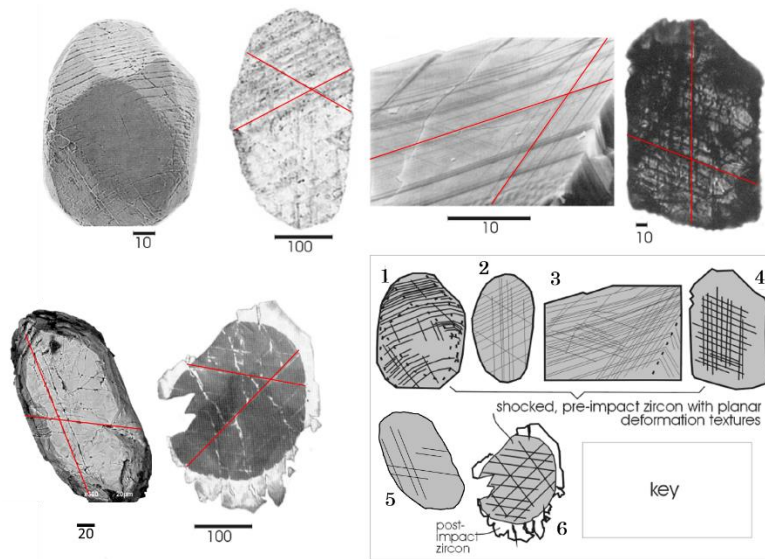 10
100
10
10
1
2
3
4
shocked, pre-impact zircon with planar
deformation textures
5
key
20µm
20
100
post-
impact
zircon
6